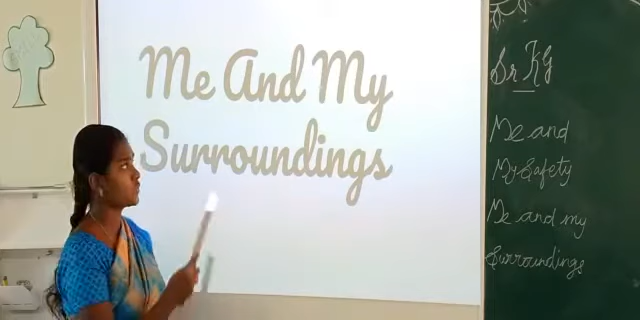 Me And My
Surroundings
Sr KG
Me and
My Safety
Me and my
Surroundings